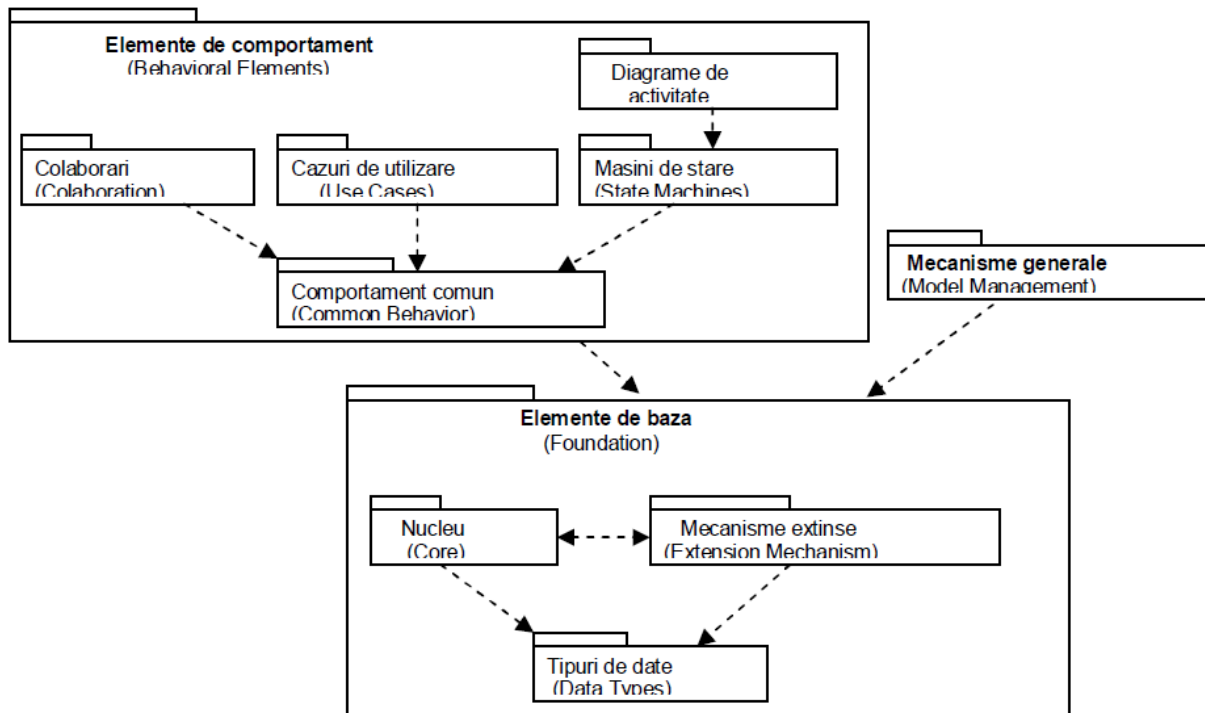 Elemente de comportament
(Behavioral Elements)
Diagrame de
activitate
Colaborari
(Colaboration)
Cazuri de utilizare
(Use Cases)
Masini de stare
(State Machines)
Comportament comun
(Common Behavior)
Mecanisme generale
(Model Management)
Elemente de baza
(Foundation)
Nucleu
(Core)
Mecanisme extinse
(Extension Mechanism)
Tipuri de date
(Data Types)